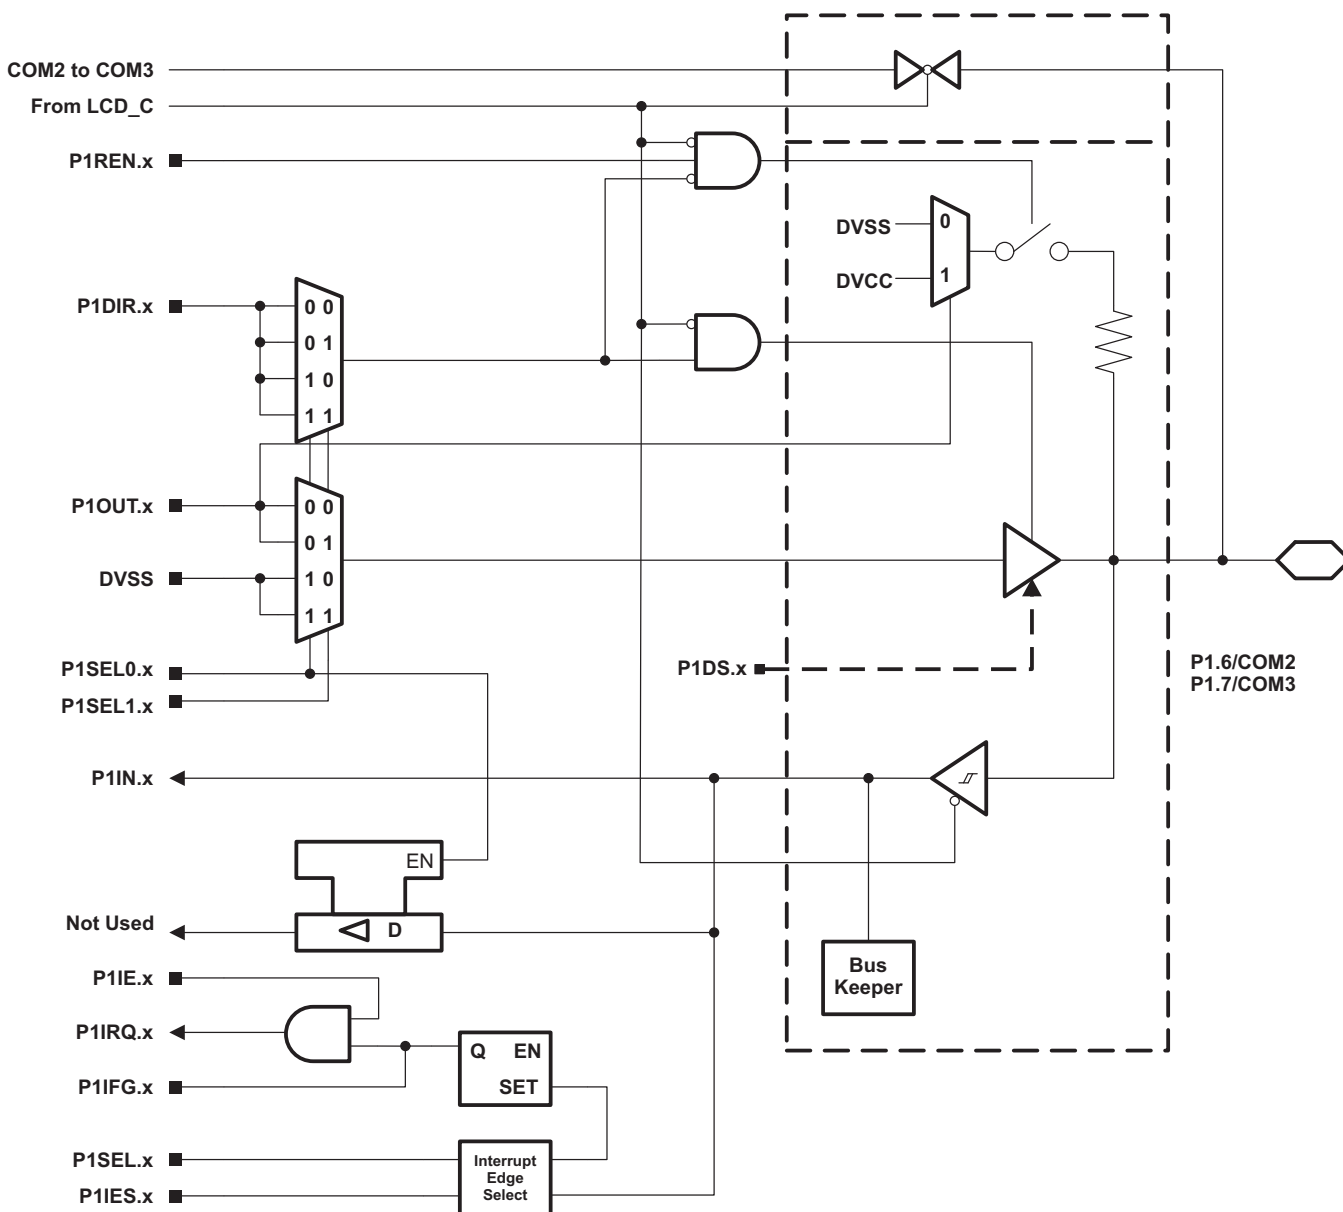 COM2 to COM3
From LCD_C
P1REN.x
DVSS
0
DVCC
1
P1DIR.x
0 0
0 1
1 0
1 1
P1OUT.x
0 0
0 1
DVSS
1 0
1 1
P1SEL0.x
P1DS.x
P1.6/COM2
P1.7/COM3
P1SEL1.x
P1IN.x
EN
Not Used
D
Bus
Keeper
P1IE.x
P1IRQ.x
Q EN
SET
P1IFG.x
P1SEL.x
P1IES.x
Interrupt
Edge
Select